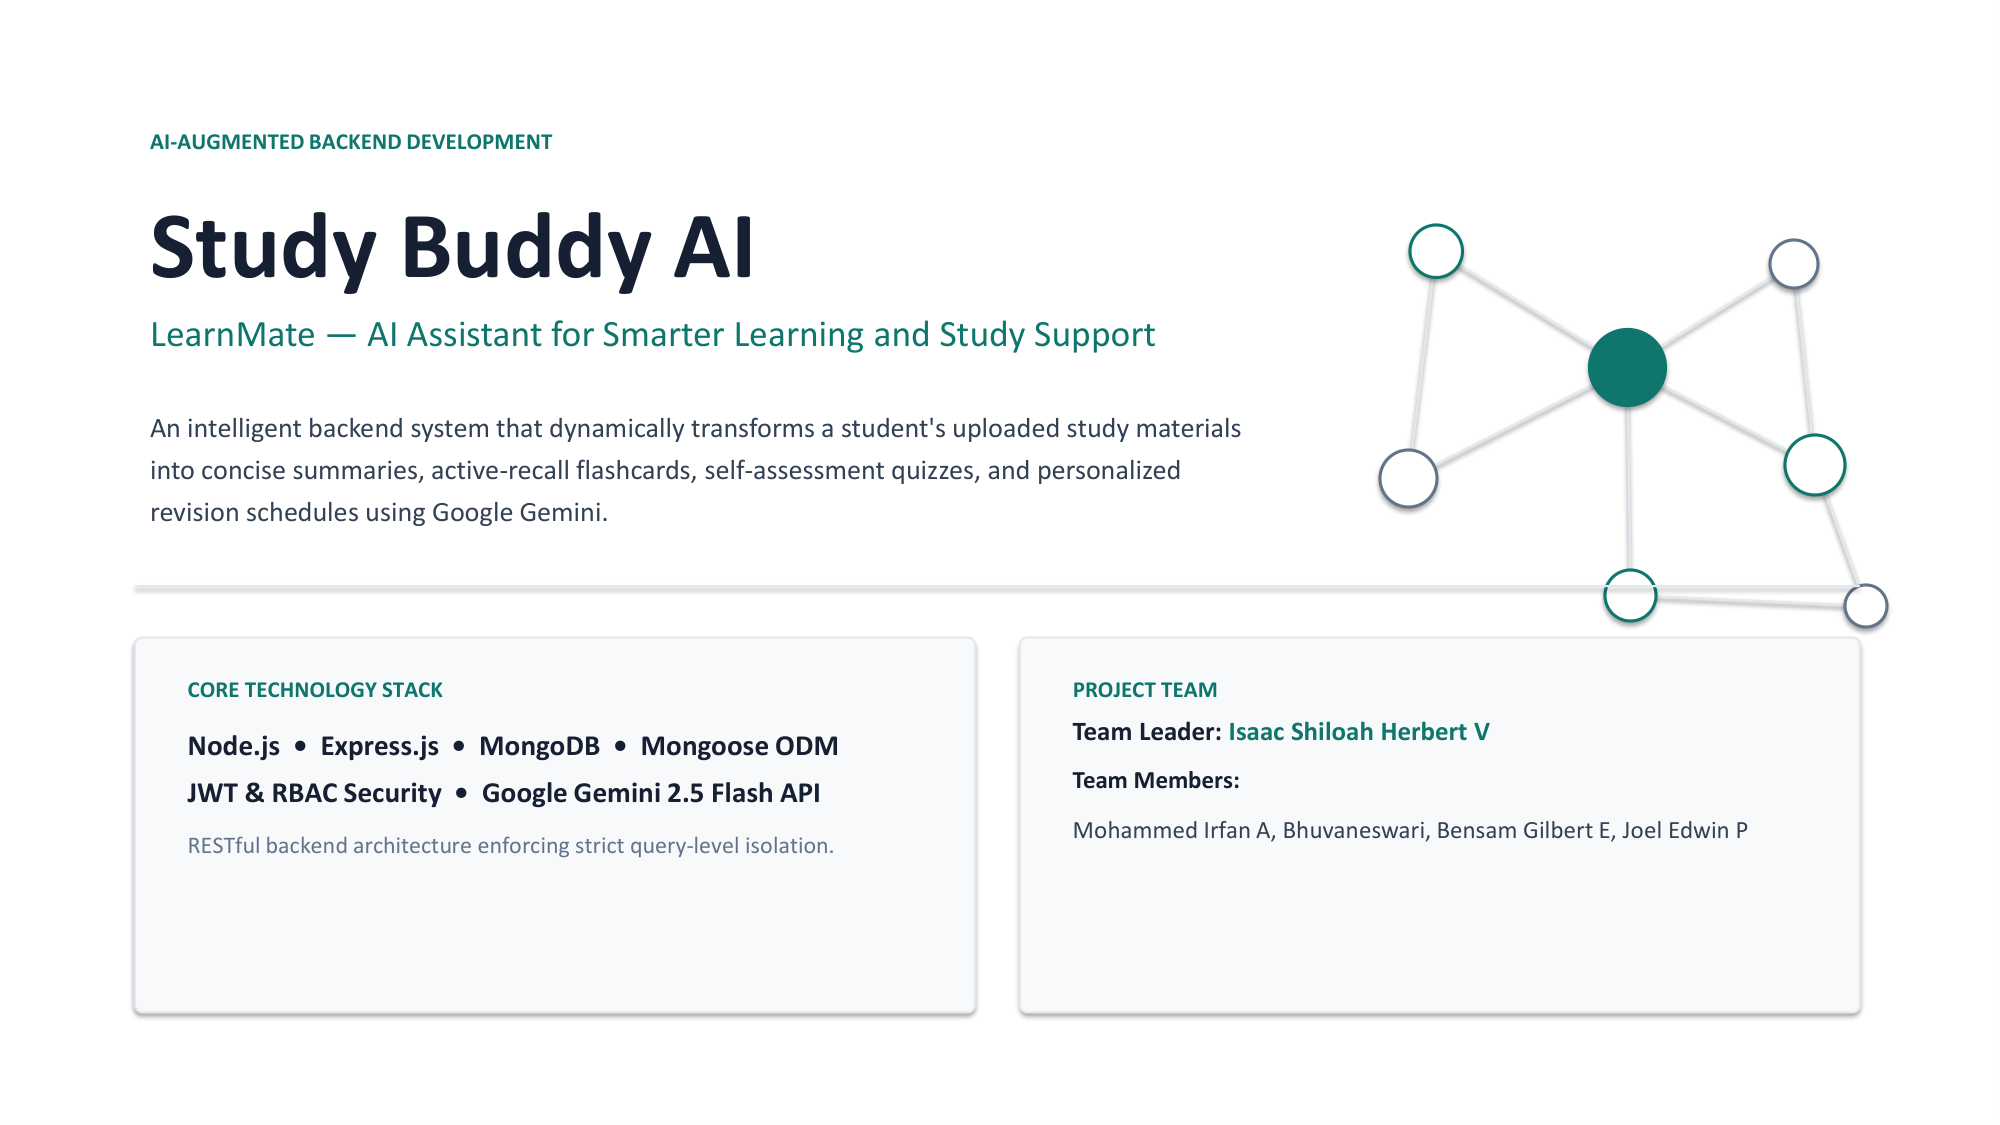 AI-AUGMENTED BACKEND DEVELOPMENT
Study Buddy AI
LearnMate — AI Assistant for Smarter Learning and Study Support
An intelligent backend system that dynamically transforms a student's uploaded study materials
into concise summaries, active-recall flashcards, self-assessment quizzes, and personalized
revision schedules using Google Gemini.
CORE TECHNOLOGY STACK
Node.js • Express.js • MongoDB • Mongoose ODM
JWT & RBAC Security • Google Gemini 2.5 Flash API
RESTful backend architecture enforcing strict query-level isolation.
PROJECT TEAM
Team Leader: Isaac Shiloah Herbert V
Team Members:
Mohammed Irfan A, Bhuvaneswari, Bensam Gilbert E, Joel Edwin P